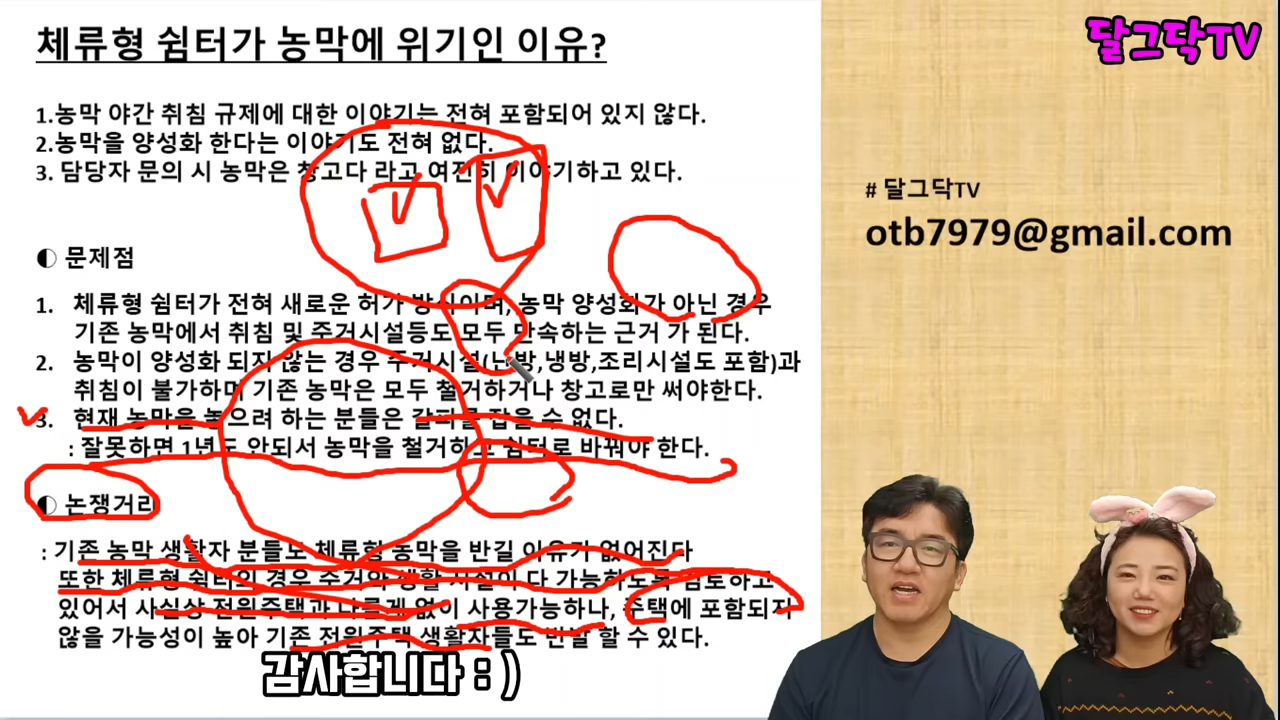 체류형 쉼터가 농막에 위기인 이유?
달그닥TV
1.농막 야간 취침 규제에 대한 이야기는 전혀 포함되어 있지 않다.
2.농막을 양성화 한다는 이야기도 전혀 없다.
3. 담당자 문의 시 농막은 창고다 라고 여전히 이야기하고 있다.
# 달그닥TV
otb7979@gmail.com
◐ 문제점
1. 체류형 쉼터가 전혀 새로운 허가 방식이며, 농막 양성화가 아닌 경우
기존 농막에서 취침 및 주거시설등도 모두 단속하는 근거 가 된다.
2. 농막이 양성화 되지 않는 경우 주거시설(난방,냉방,조리시설도 포함)과
취침이 불가하며 기존 농막은 모두 철거하거나 창고로만 써야한다.
3. 현재 농막을 놓으려 하는 분들은 갈피를 잡을 수 없다.
: 잘못하면 1년도 안되서 농막을 철거하고 쉼터로 바꿔야 한다.
◐ 논쟁거리
: 기존 농막 생활자 분들도 체류형 농막을 반길 이유가 없어진다
또한 체류형 쉼터의 경우 주거와 생활 시설이 다 가능하도록 검토하고
있어서 사실상 전원주택과 다를게 없이 사용가능하나, 주택에 포함되지
않을 가능성이 높아 기존 전원주택 생활자들도 반발 할 수 있다.
감사합니다 : )